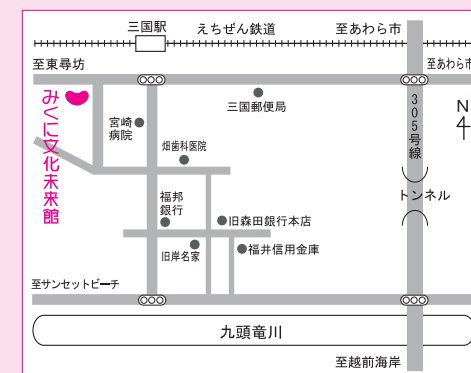 三国駅
えちぜん鉄道
至あわら市
至東尋坊
至あわら市
みくに文化未来館
三国郵便局
305号線
N
宮崎
病院
畑歯科医院
トンネル
福邦
銀行
旧森田銀行本店
旧岸名家
福井信用金庫
至サンセットビーチ
九頭竜川
至越前海岸